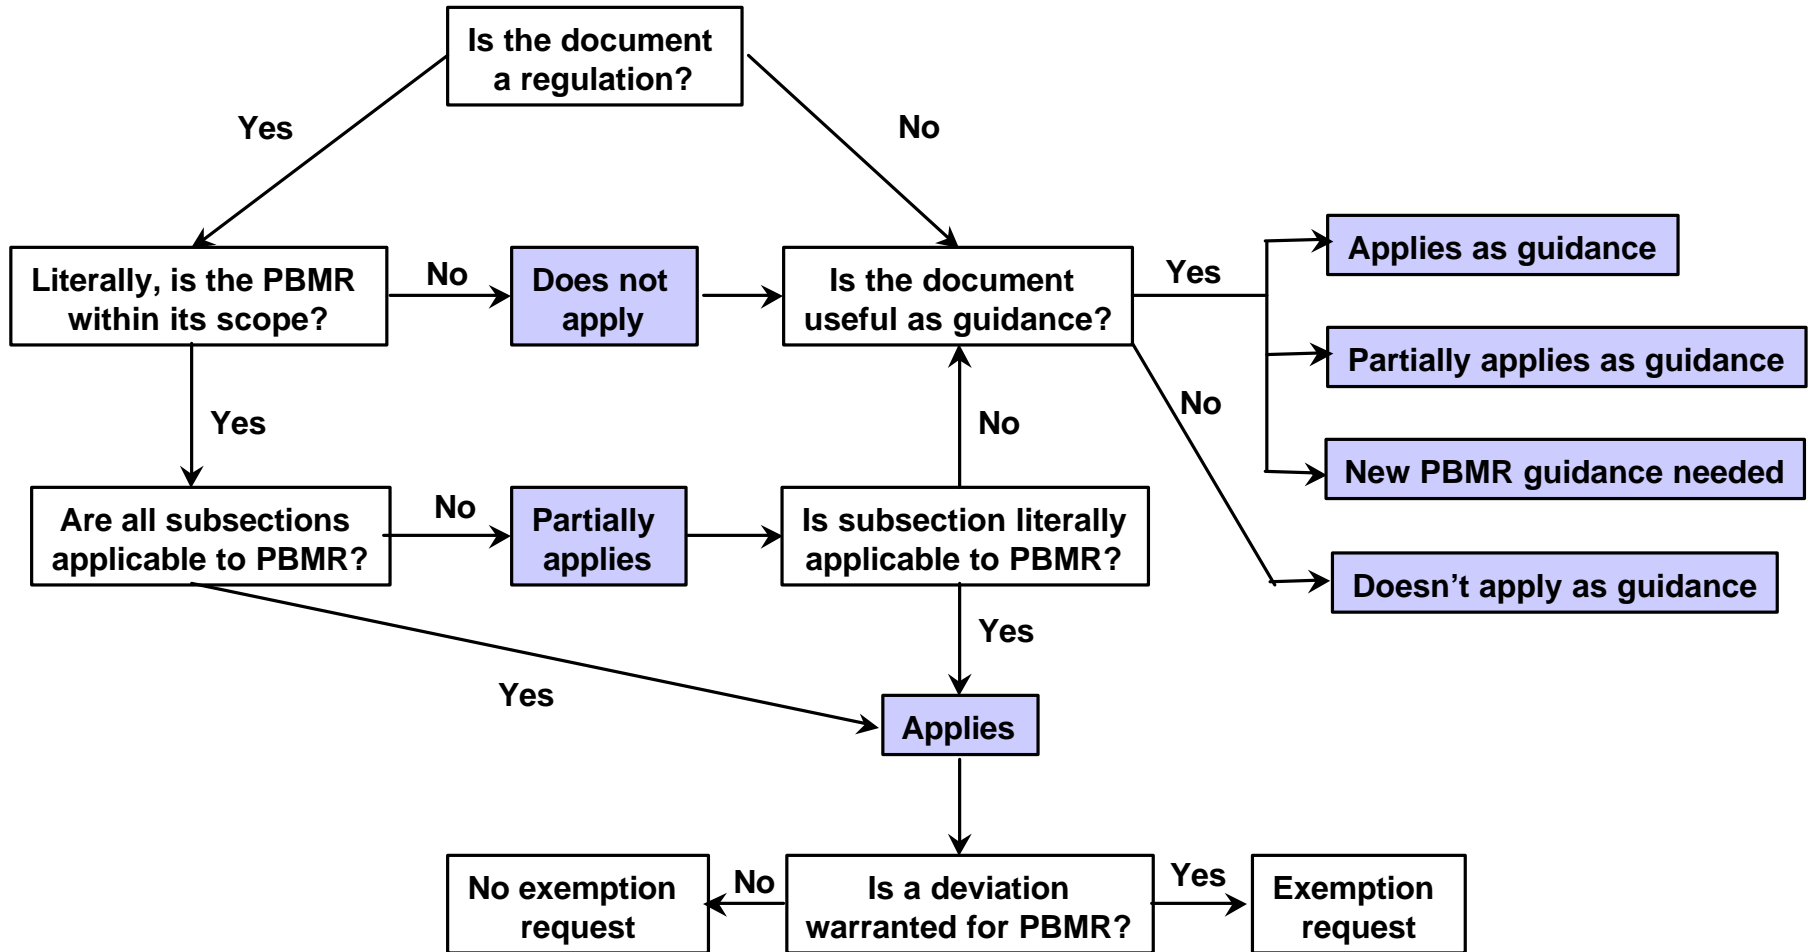 Is the document
a regulation?
Yes
No
Literally, is the PBMR
within its scope?
No
Does not
apply
Is the document
useful as guidance?
Yes
Applies as guidance
Partially applies as guidance
New PBMR guidance needed
No
Doesn’t apply as guidance
Yes
No
Are all subsections
applicable to PBMR?
No
Partially
applies
Is subsection literally
applicable to PBMR?
Yes
Yes
Applies
No exemption
request
No
Is a deviation
warranted for PBMR?
Yes
Exemption
request